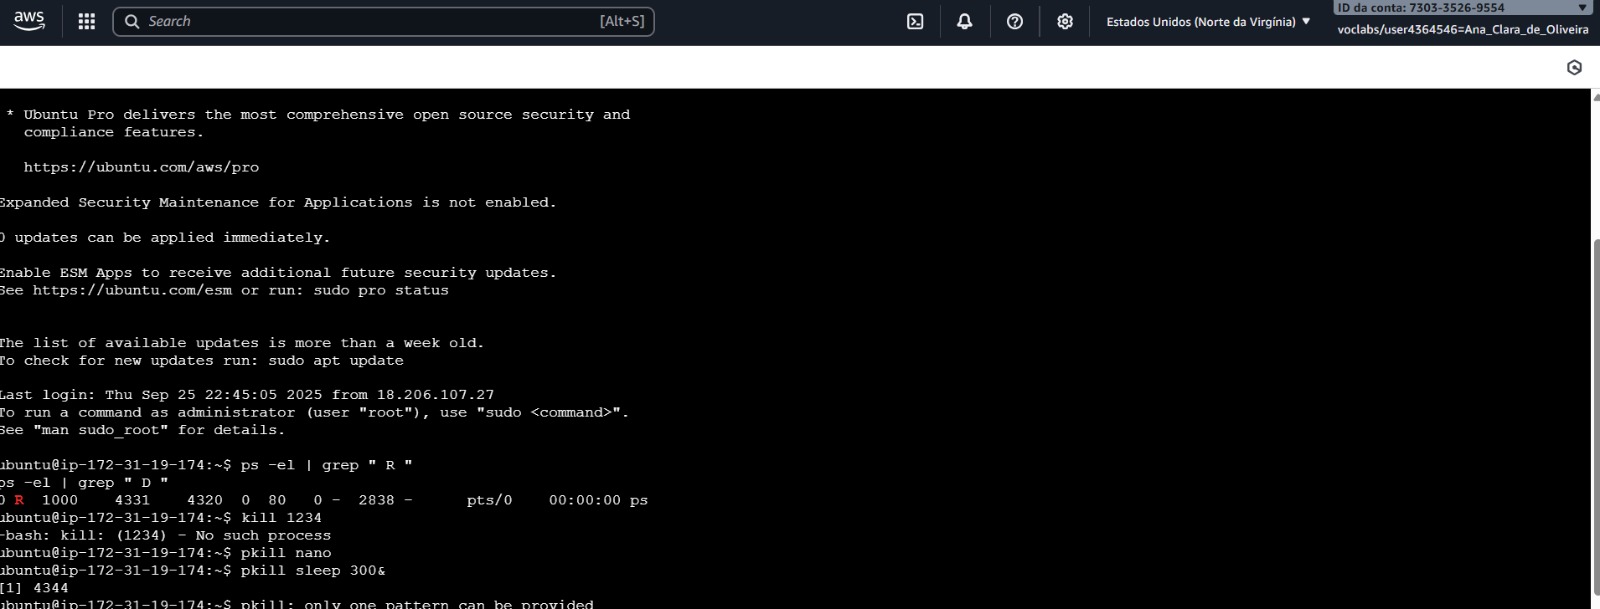 aws
Search [Alt+S]
Estados Unidos (Norte da Virgínia) ▼
ID da conta: 7303-3526-9554 ▼
voclabs/user4364546=Ana_Clara_de_Oliveira
* Ubuntu Pro delivers the most comprehensive open source security and
compliance features.
https://ubuntu.com/aws/pro
Expanded Security Maintenance for Applications is not enabled.
0 updates can be applied immediately.
Enable ESM Apps to receive additional future security updates.
See https://ubuntu.com/esm or run: sudo pro status
The list of available updates is more than a week old.
To check for new updates run: sudo apt update
Last login: Thu Sep 25 22:45:05 2025 from 18.206.107.27
To run a command as administrator (user "root"), use "sudo <command>".
See "man sudo_root" for details.
ubuntu@ip-172-31-19-174:~$ ps -el | grep " R "
ps -el | grep " D "
0 R 1000 4331 4320 0 80 0 - 2838 - pts/0 00:00:00 ps
ubuntu@ip-172-31-19-174:~$ kill 1234
-bash: kill: (1234) - No such process
ubuntu@ip-172-31-19-174:~$ pkill nano
ubuntu@ip-172-31-19-174:~$ pkill sleep 300&
[1] 4344
ubuntu@ip-172-31-19-174:~$ pkill: only one pattern can be provided